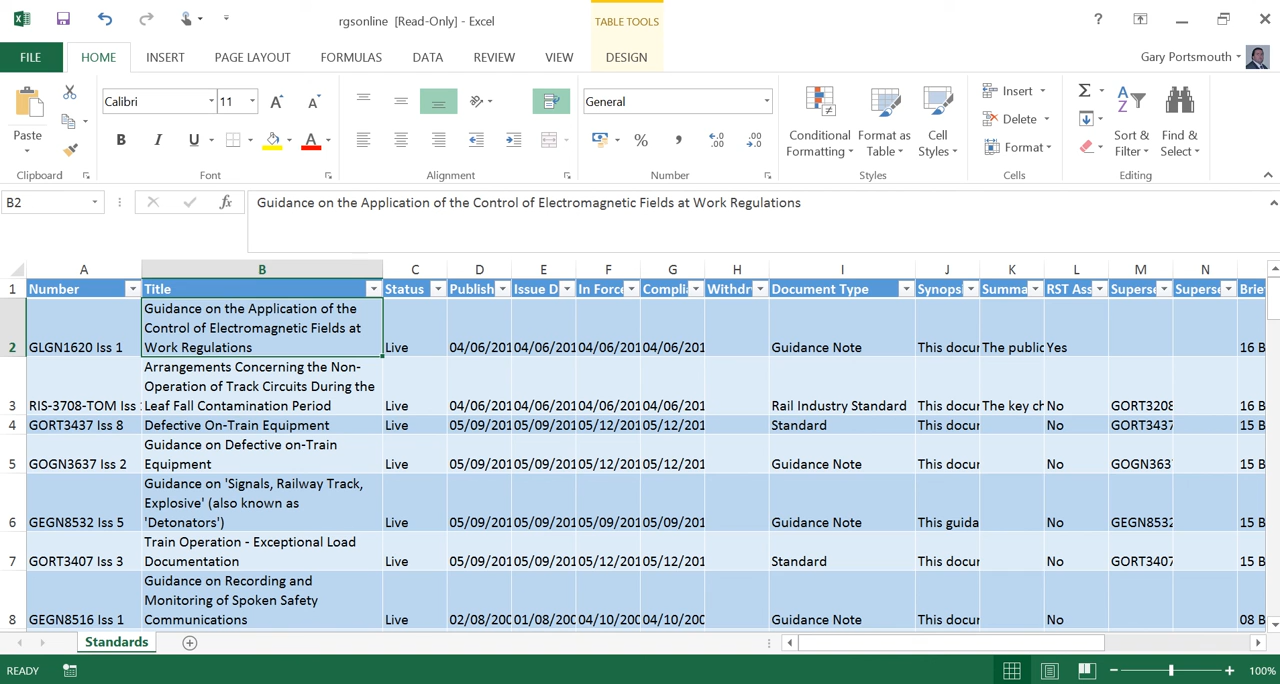 rgsonline [Read-Only] - Excel
TABLE TOOLS
?
FILE HOME INSERT PAGE LAYOUT FORMULAS DATA REVIEW VIEW DESIGN
Gary Portsmouth
Paste
Clipboard
Calibri 11
B I U A
Font
Alignment
General
% ,
Number
Conditional Formatting
Format as Table
Cell Styles
Styles
Insert
Delete
Format
Cells
Sort & Filter
Find & Select
Editing
B2 fx Guidance on the Application of the Control of Electromagnetic Fields at Work Regulations
A B C D E F G H I J K L M N
1 Number Title Status Publish Issue D In Force Complia Withdr Document Type Synops Summa RST Ass Superse Superse Brie
Guidance on the Application of the
Control of Electromagnetic Fields at
2 GLGN1620 Iss 1 Work Regulations Live 04/06/201 04/06/201 04/06/201 04/06/201 Guidance Note This docur The public Yes 16 B
Arrangements Concerning the Non-
Operation of Track Circuits During the
3 RIS-3708-TOM Iss Leaf Fall Contamination Period Live 04/06/201 04/06/201 04/06/201 04/06/201 Rail Industry Standard This docur The key ch No GORT3208 16 B
4 GORT3437 Iss 8 Defective On-Train Equipment Live 05/09/201 05/09/201 05/12/201 05/12/201 Standard This docur No GORT3437 15 B
Guidance on Defective on-Train
5 GOGN3637 Iss 2 Equipment Live 05/09/201 05/09/201 05/12/201 05/12/201 Guidance Note This docur No GOGN363 15 B
Guidance on 'Signals, Railway Track,
Explosive' (also known as
6 GEGN8532 Iss 5 'Detonators') Live 05/09/201 05/09/201 05/09/201 05/09/201 Guidance Note This guida No GEGN8532 15 B
Train Operation - Exceptional Load
7 GORT3407 Iss 3 Documentation Live 05/09/201 05/09/201 05/12/201 05/12/201 Standard This docur No GORT3407 15 B
Guidance on Recording and
Monitoring of Spoken Safety
8 GEGN8516 Iss 1 Communications Live 02/08/200 01/08/200 04/10/200 04/10/200 Guidance Note This docur No 08 B
Standards
READY 100%